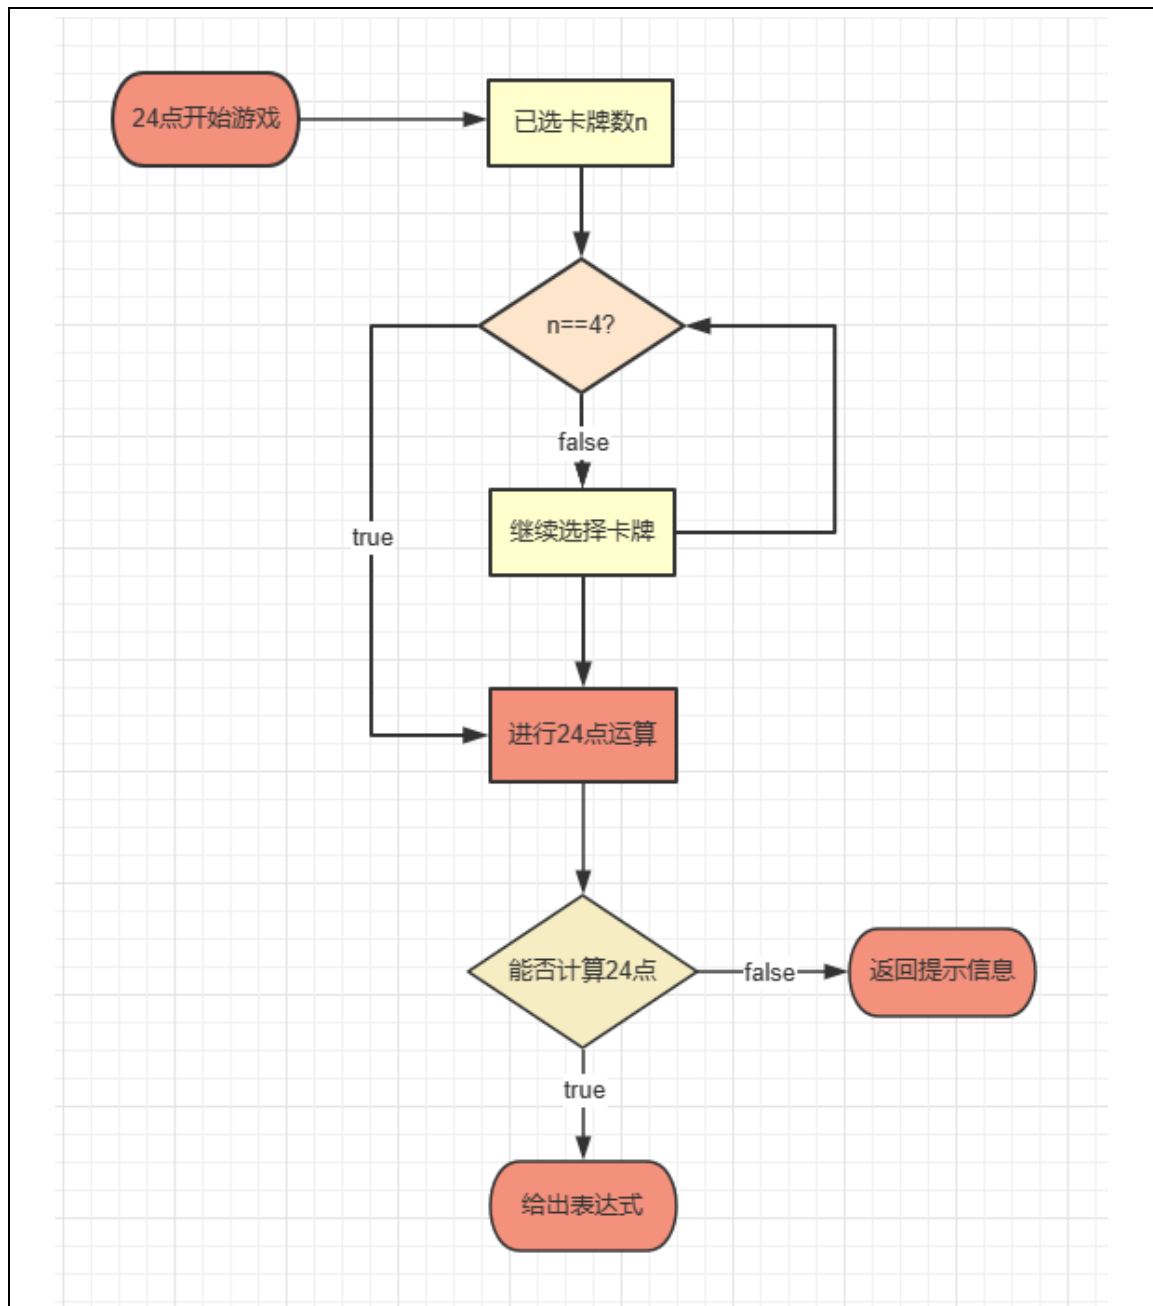 24点开始游戏
已选卡牌数n
n==4?
false
继续选择卡牌
true
进行24点运算
能否计算24点
false
返回提示信息
true
给出表达式